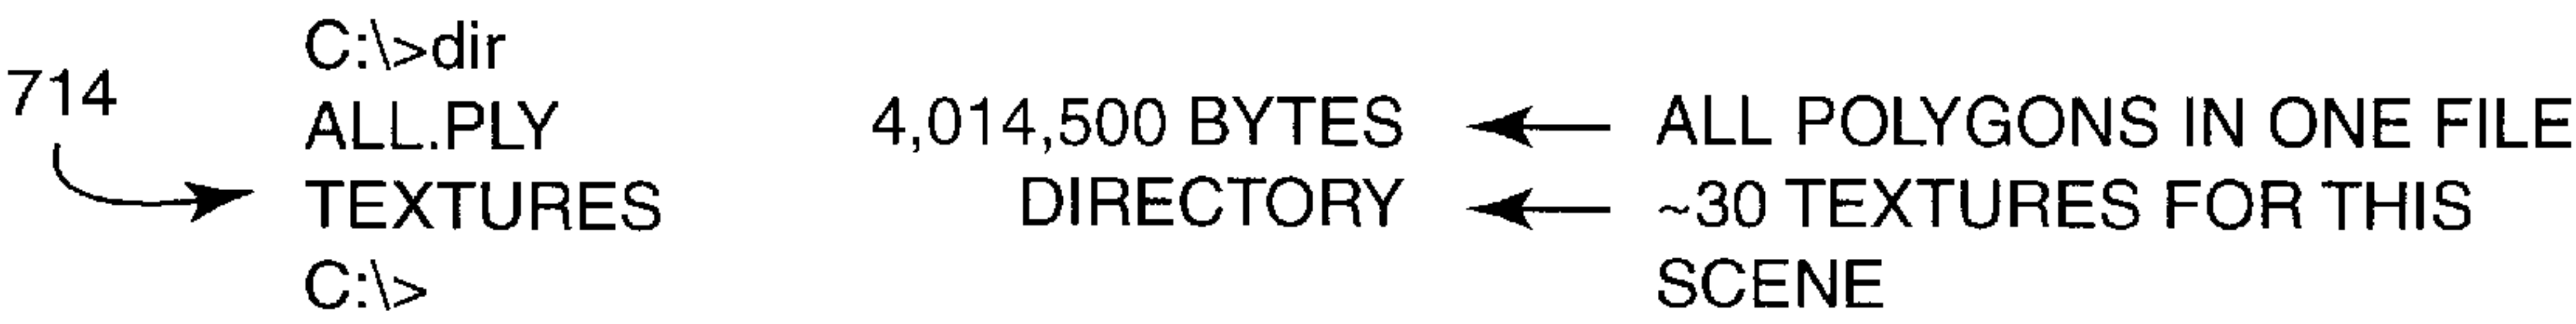 C:\>dir
714
ALL.PLY 4,014,500 BYTES ALL POLYGONS IN ONE FILE
TEXTURES DIRECTORY ~30 TEXTURES FOR THIS
C:\> SCENE